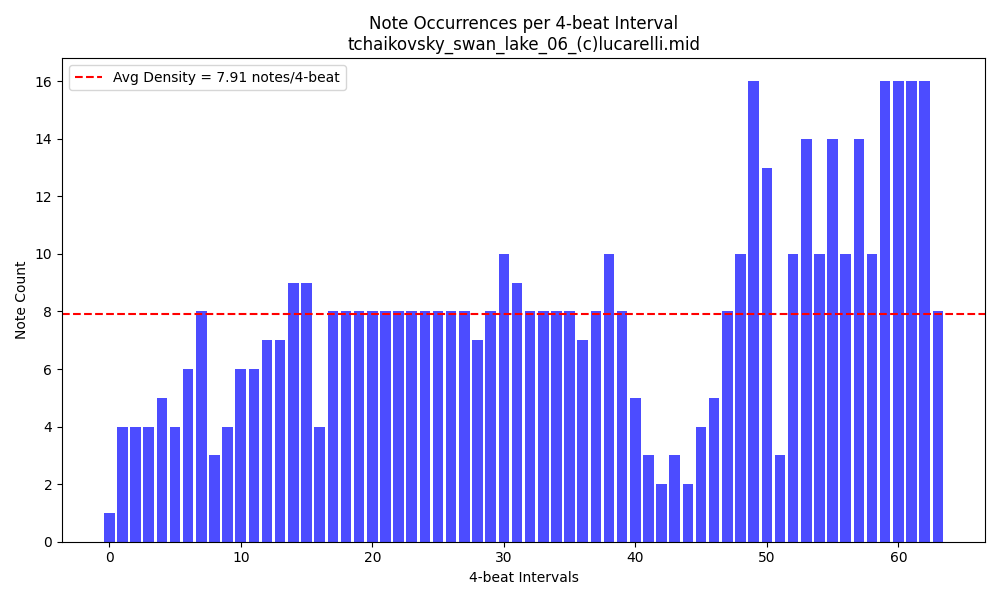 Note Occurrences per 4-beat Interval
tchaikovsky_swan_lake_06_(c)lucarelli.mid
Avg Density = 7.91 notes/4-beat
Note Count
16
14
12
10
8
6
4
2
0
0 10 20 30 40 50 60
4-beat Intervals